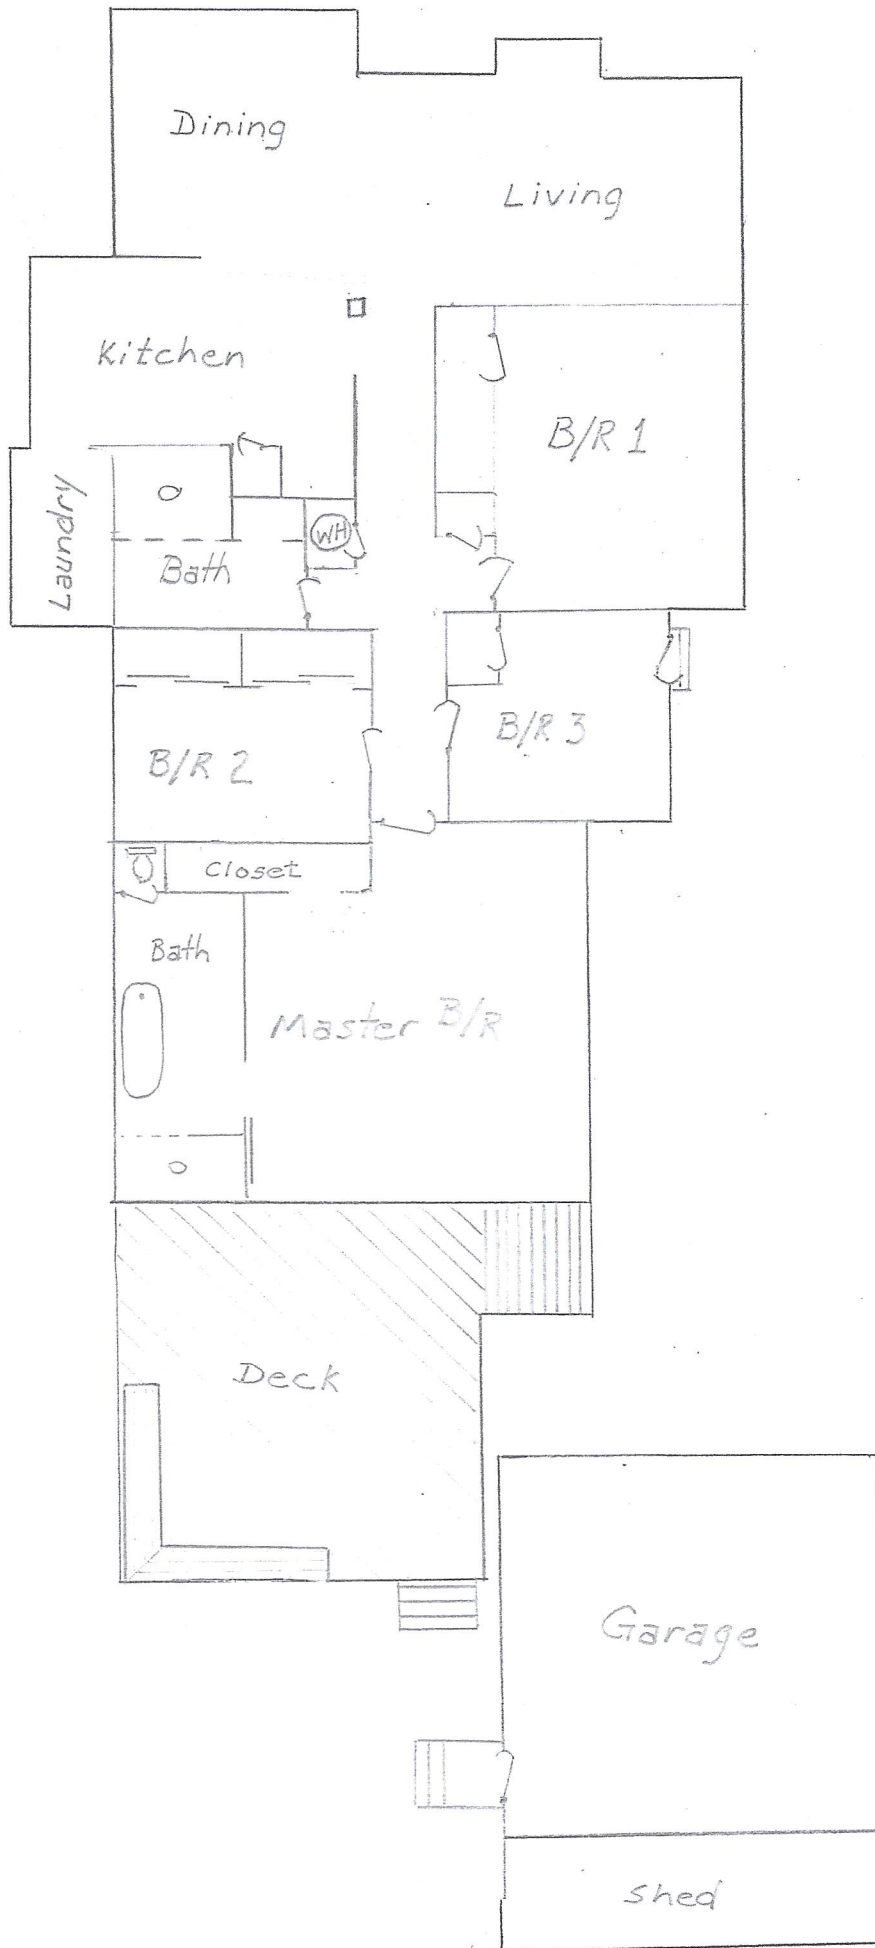 Dining
Living
Kitchen
B/R 1
Laundry
WH
Bath
B/R 2
B/R 3
Closet
Bath
Master B/R
Deck
Garage
Shed